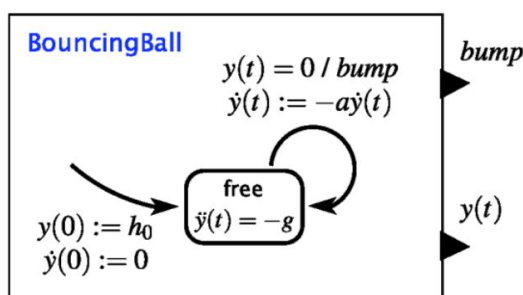 BouncingBall
bump
y(t) = 0 / bump
ẏ(t) := −aẏ(t)
free
ÿ(t) = −g
y(t)
y(0) := h₀
ẏ(0) := 0